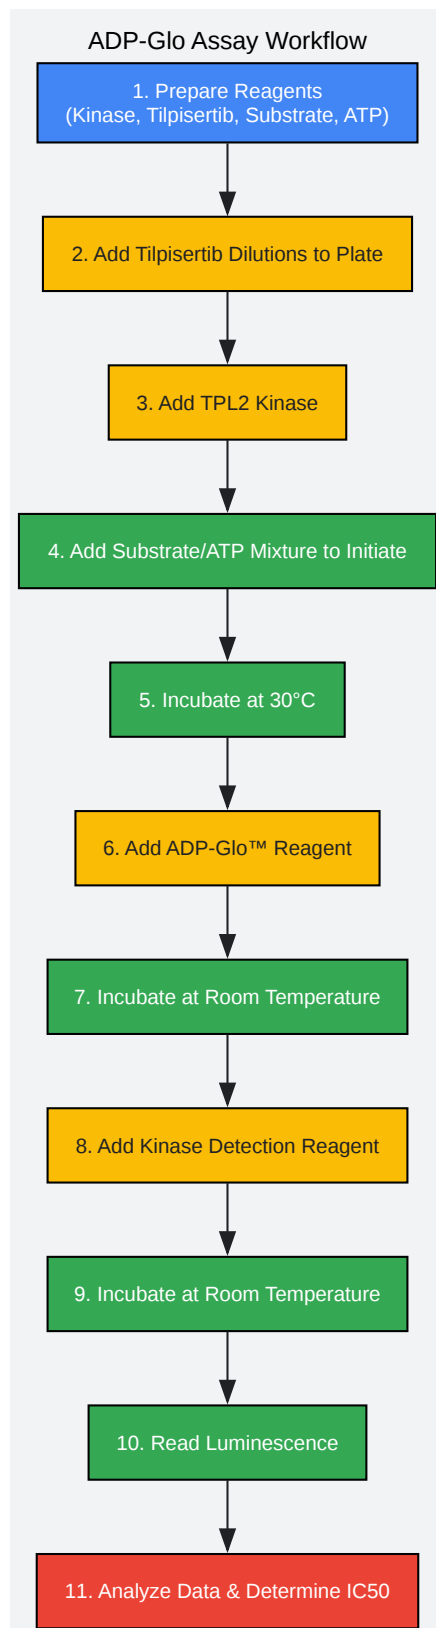 ADP-Glo Assay Workflow
1. Prepare Reagents
(Kinase, Tilpisertib, Substrate, ATP)
2. Add Tilpisertib Dilutions to Plate
3. Add TPL2 Kinase
4. Add Substrate/ATP Mixture to Initiate
5. Incubate at 30°C
6. Add ADP-Glo™ Reagent
7. Incubate at Room Temperature
8. Add Kinase Detection Reagent
9. Incubate at Room Temperature
10. Read Luminescence
11. Analyze Data & Determine IC50